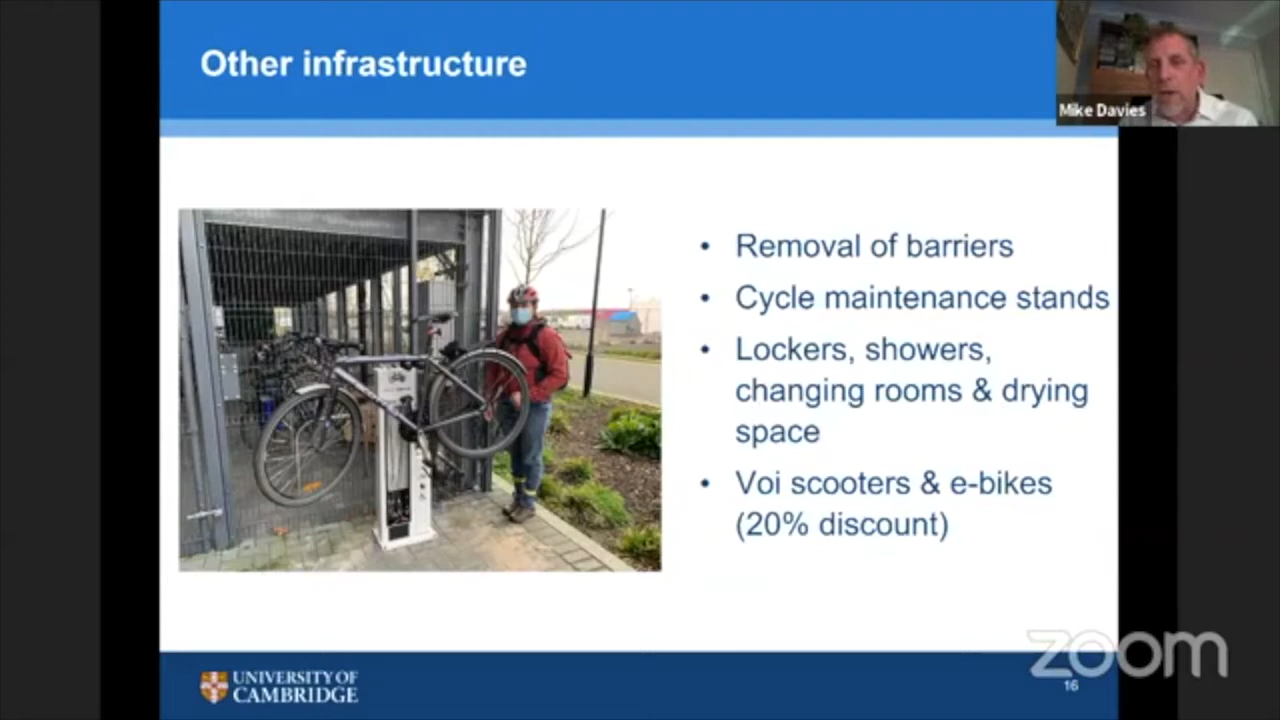 Other infrastructure
Mike Davies
• Removal of barriers
• Cycle maintenance stands
• Lockers, showers,
changing rooms & drying
space
• Voi scooters & e-bikes
(20% discount)
UNIVERSITY OF
CAMBRIDGE
zoom
16